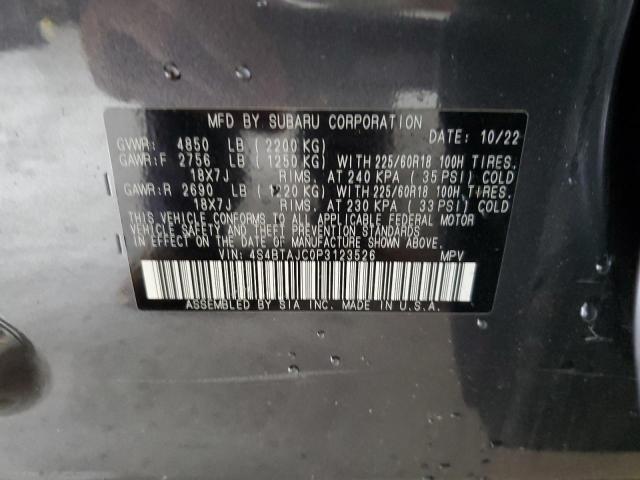 MFD BY SUBARU CORPORATION
DATE: 10/22
GVWR: 4850 LB (2200 KG)
GAWR:F 2756 LB (1250 KG) WITH 225/60R18 100H TIRES.
18X7J RIMS. AT 240 KPA (35 PSI) COLD
GAWR:R 2690 LB (1220 KG) WITH 225/60R18 100H TIRES.
18X7J RIMS. AT 230 KPA (33 PSI) COLD
THIS VEHICLE CONFORMS TO ALL APPLICABLE FEDERAL MOTOR
VEHICLE SAFETY AND THEFT PREVENTION STANDARDS
IN EFFECT ON THE DATE OF MANUFACTURE SHOWN ABOVE.
VIN: 4S4BTAJC0P3123526 MPV
ASSEMBLED BY SIA INC. MADE IN U.S.A.